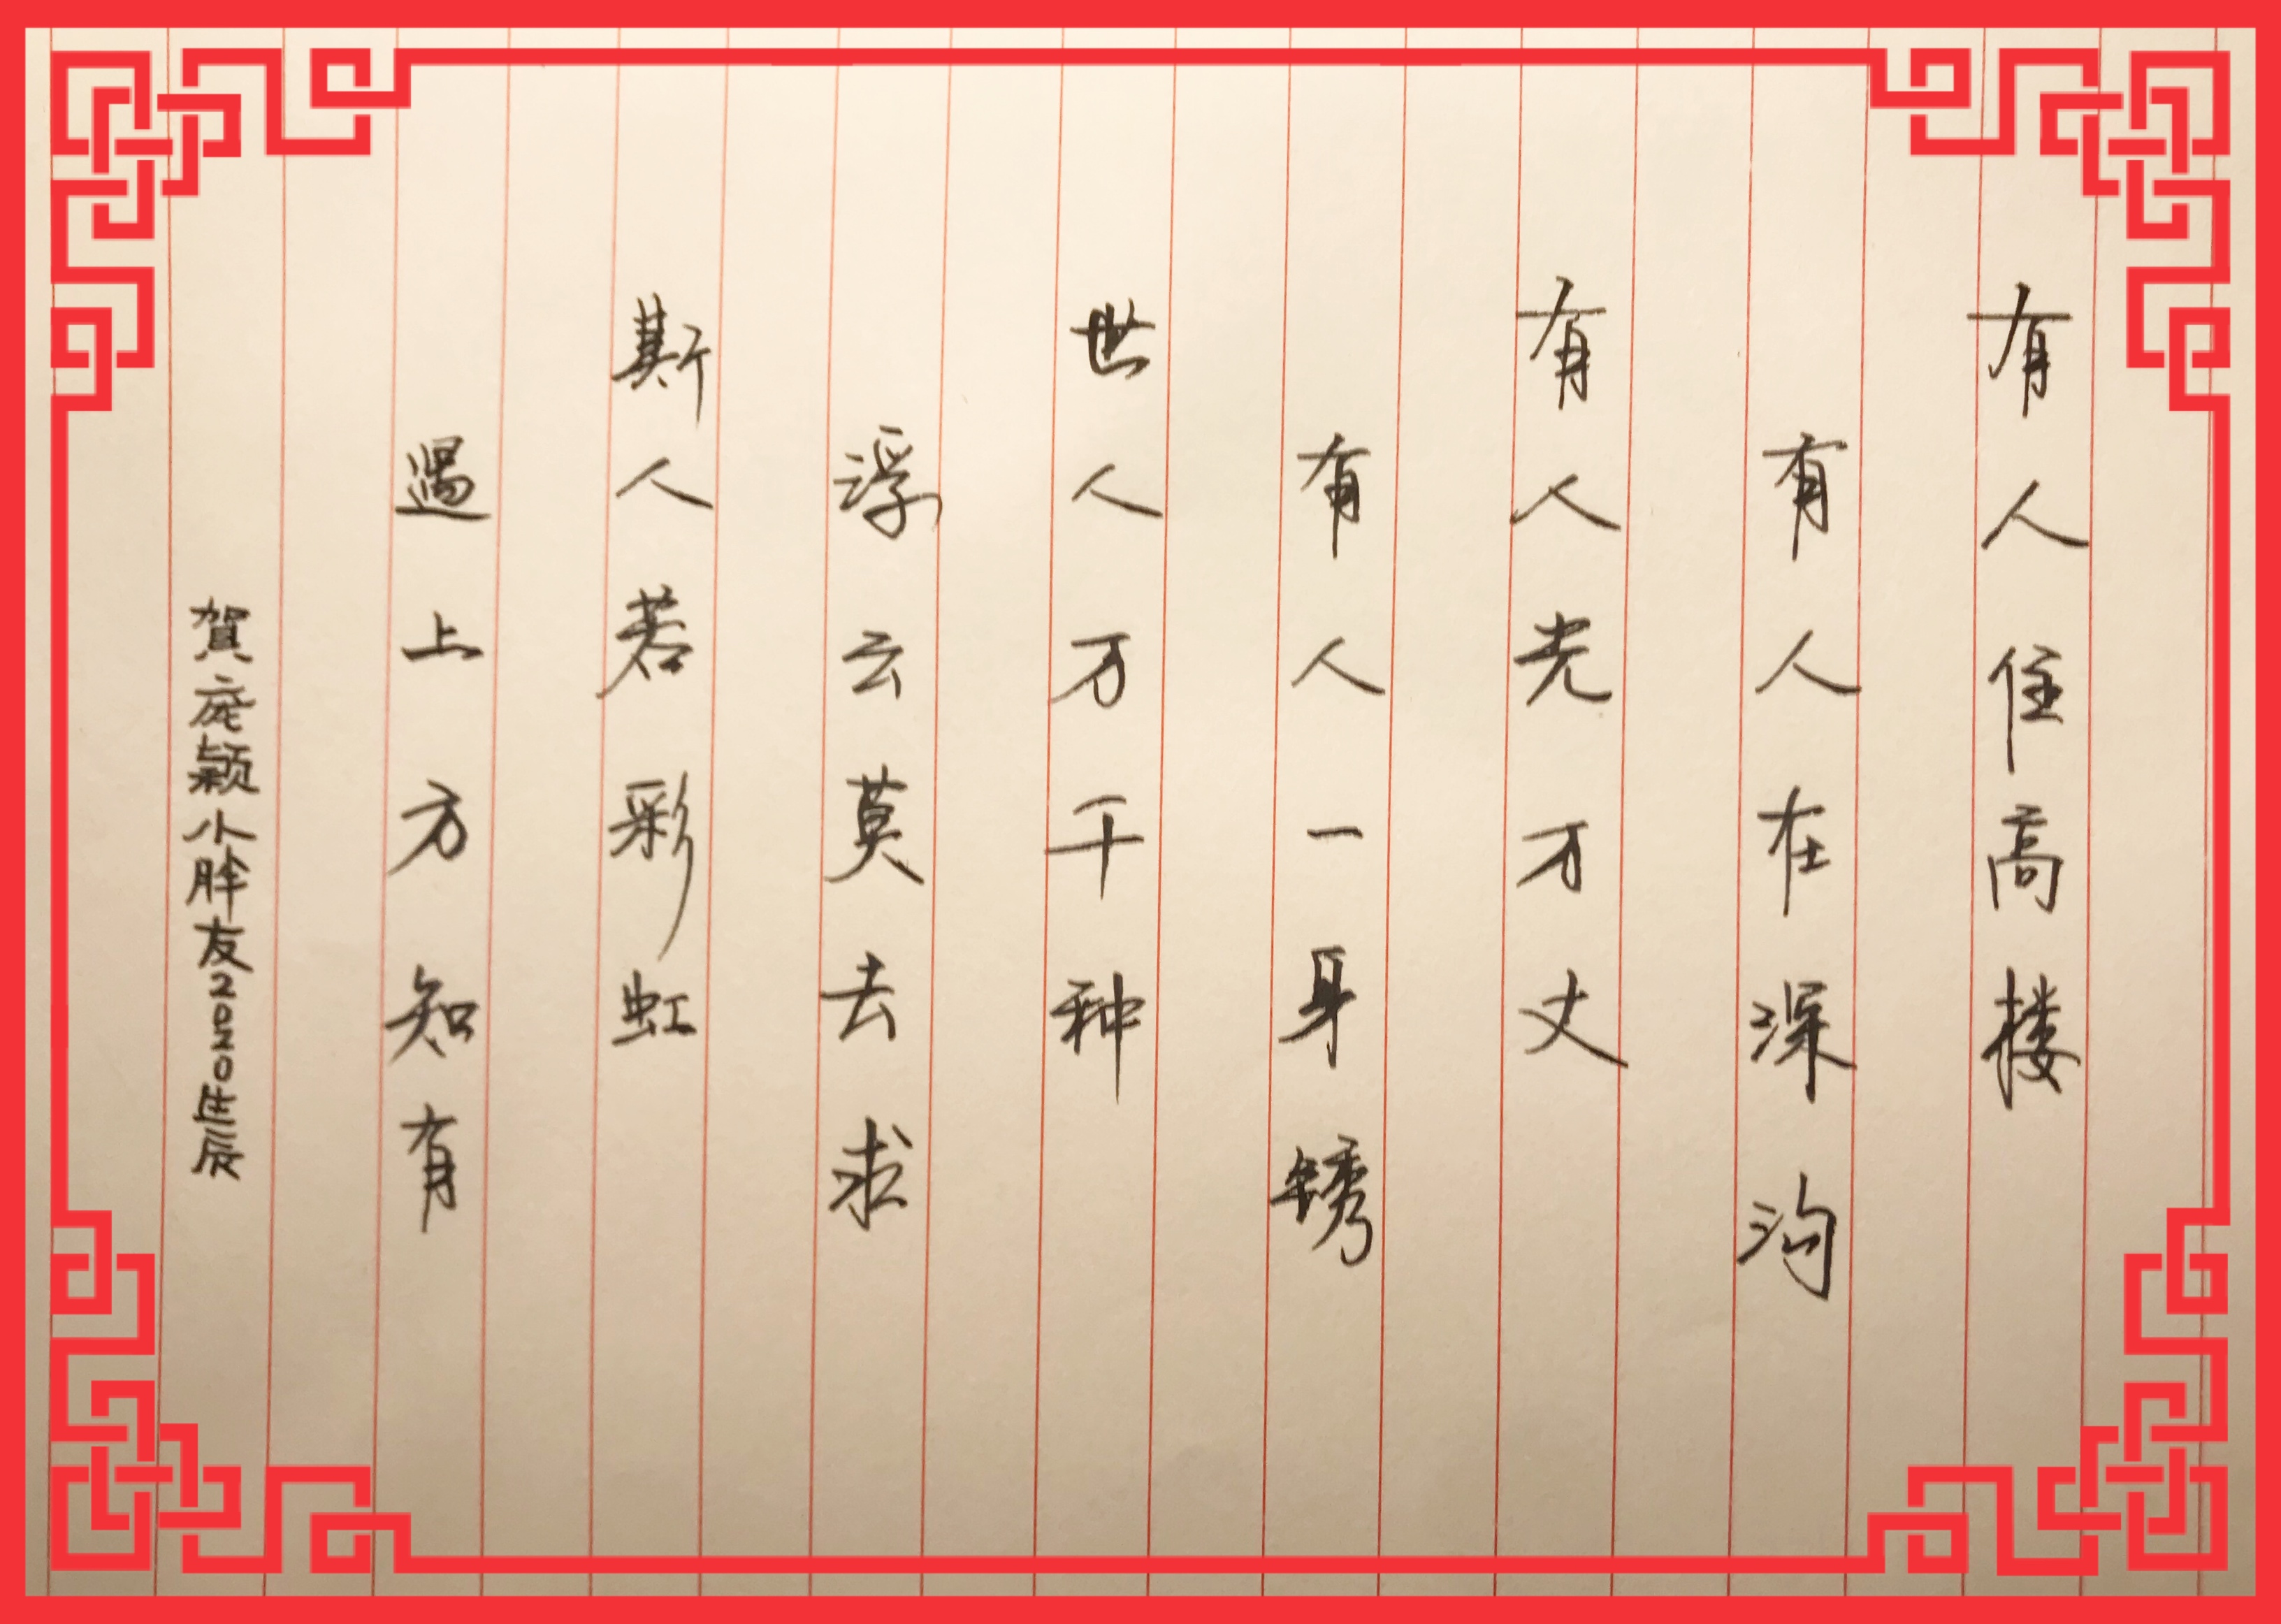 有人住高楼
有人在深沟
有人光万丈
有人一身锈
世人万千种
浮云莫去求
斯人若彩虹
遇上方知有
賀庞颖小胖友2020生辰